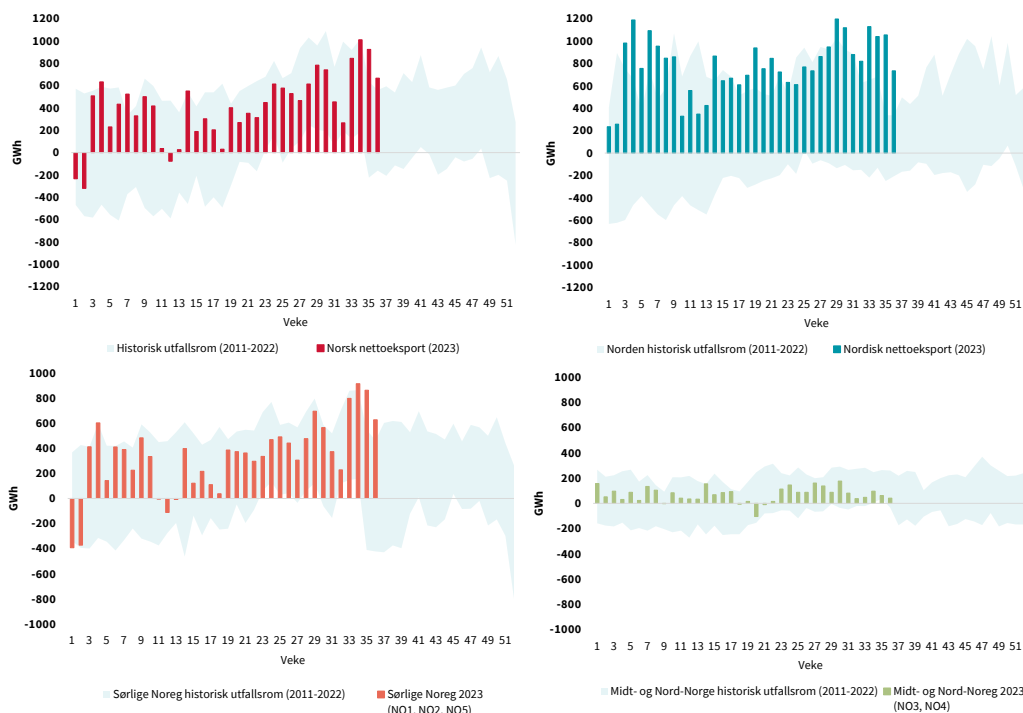 1200
1000
800
600
400
200
0
-200
-400
-600
-800
-1000
-1200
GWh
1 3 5 7 9 11 13 15 17 19 21 23 25 27 29 31 33 35 37 39 41 43 45 47 49 51
Veke
Historisk utfallsrom (2011-2022) Norsk nettoeksport (2023)
1200
1000
800
600
400
200
0
-200
-400
-600
-800
-1000
-1200
GWh
1 3 5 7 9 11 13 15 17 19 21 23 25 27 29 31 33 35 37 39 41 43 45 47 49 51
Veke
Norden historisk utfallsrom (2011-2022) Nordisk nettoeksport (2023)
1000
800
600
400
200
0
-200
-400
-600
-800
-1000
GWh
1 3 5 7 9 11 13 15 17 19 21 23 25 27 29 31 33 35 37 39 41 43 45 47 49 51
Veke
Sørlige Noreg historisk utfallsrom (2011-2022) Sørlige Noreg 2023
(NO1, NO2, NO5)
1000
800
600
400
200
0
-200
-400
-600
-800
-1000
GWh
1 3 5 7 9 11 13 15 17 19 21 23 25 27 29 31 33 35 37 39 41 43 45 47 49 51
Veke
Midt- og Nord-Norge historisk utfallsrom (2011-2022) Midt- og Nord-Noreg 2023
(NO3, NO4)